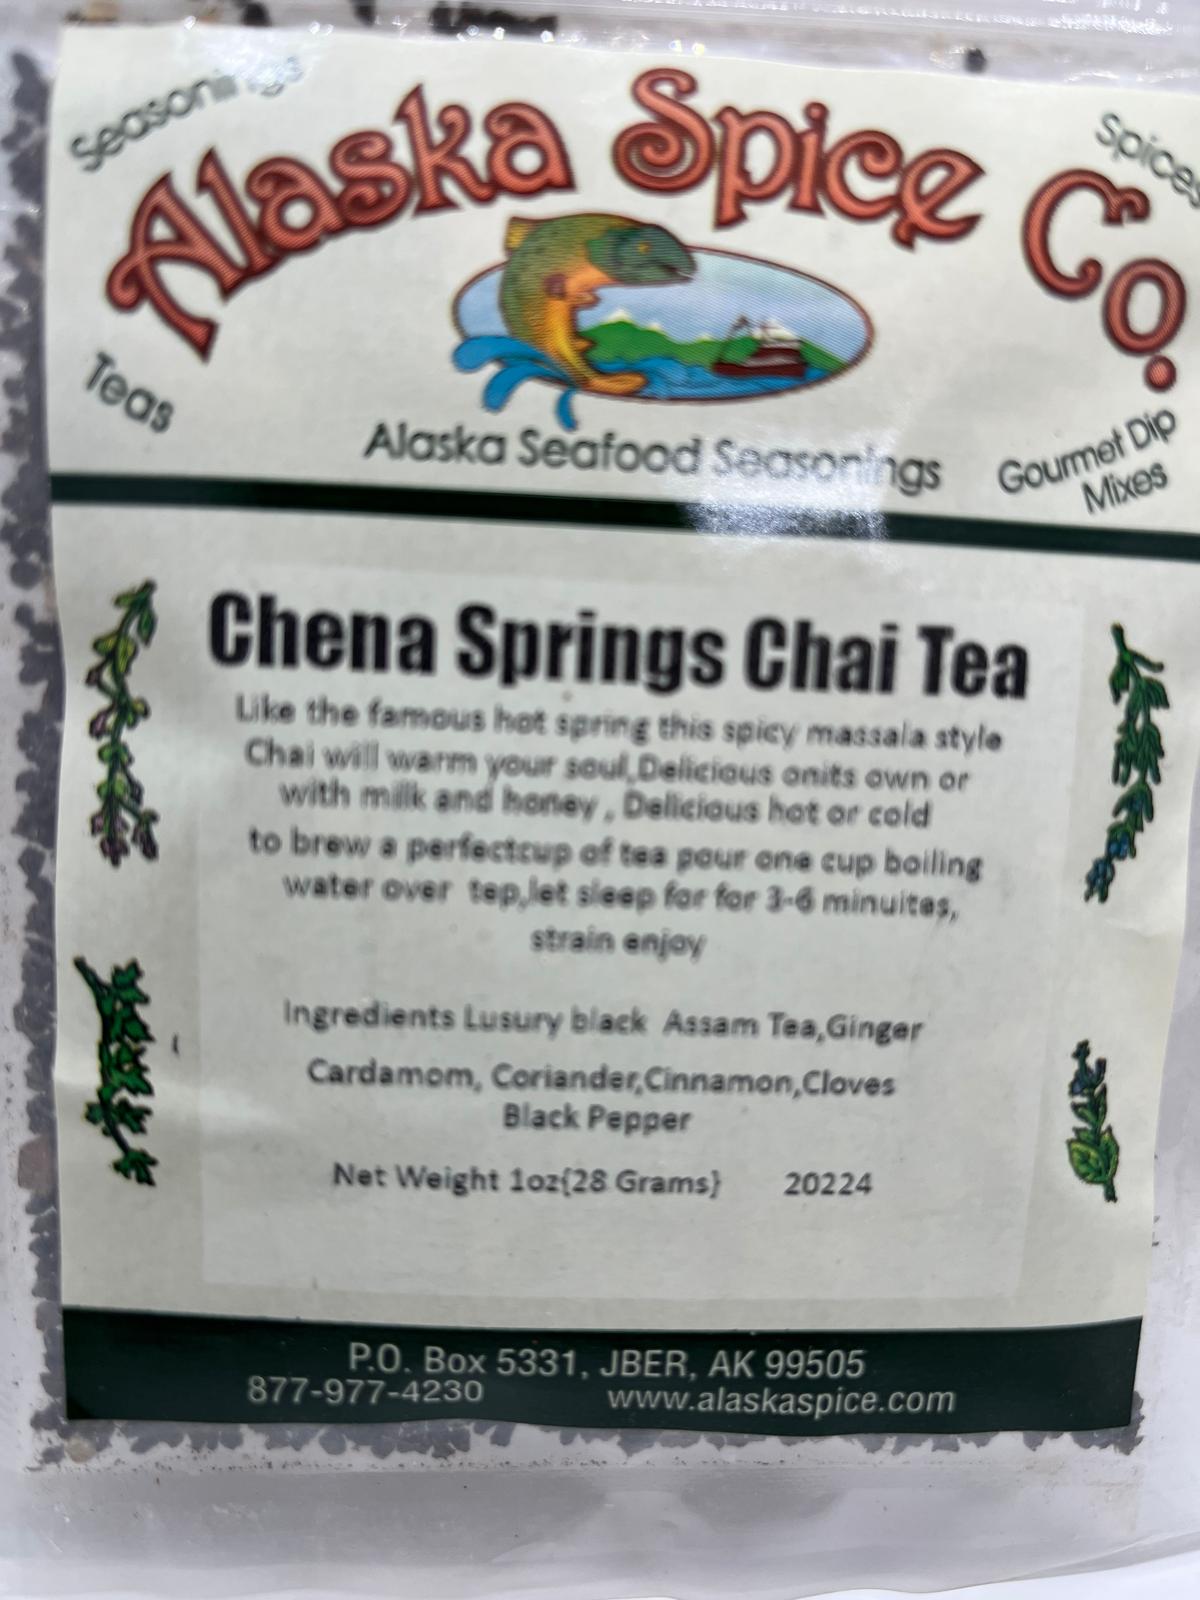 Seasonings
Spices
Alaska Spice Co.
Teas
Alaska Seafood Seasonings
Gourmet Dip
Mixes
Chena Springs Chai Tea
Like the famous hot spring this spicy massala style
Chai will warm your soul,Delicious onits own or
with milk and honey , Delicious hot or cold
to brew a perfectcup of tea pour one cup boiling
water over tep,let sleep for for 3-6 minuites,
strain enjoy
Ingredients Lusury black Assam Tea,Ginger
Cardamom, Coriander,Cinnamon,Cloves
Black Pepper
Net Weight 1oz{28 Grams} 20224
P.O. Box 5331, JBER, AK 99505
877-977-4230 www.alaskaspice.com